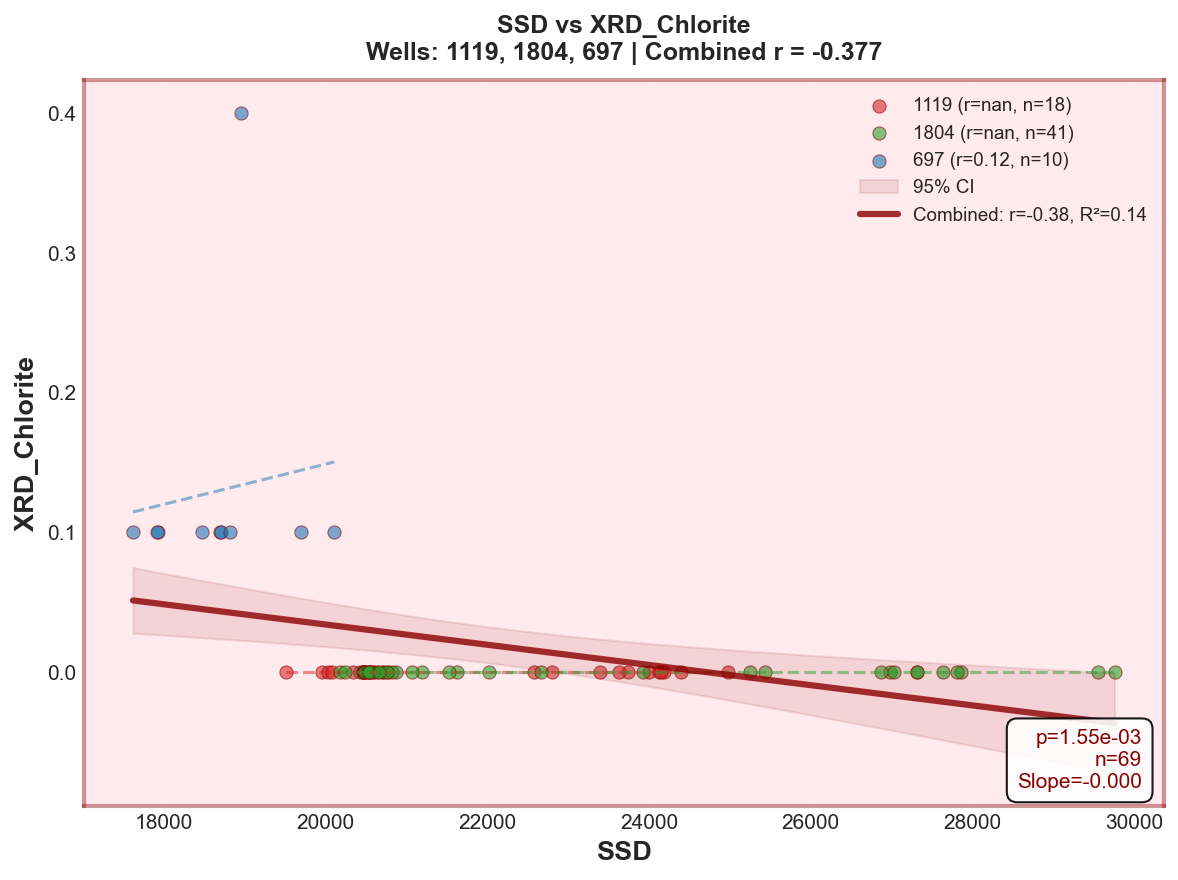 SSD vs XRD_Chlorite
Wells: 1119, 1804, 697 | Combined r = -0.377
1119 (r=nan, n=18)
1804 (r=nan, n=41)
697 (r=0.12, n=10)
95% CI
Combined: r=-0.38, R²=0.14
XRD_Chlorite
0.4
0.3
0.2
0.1
0.0
p=1.55e-03
n=69
Slope=-0.000
18000 20000 22000 24000 26000 28000 30000
SSD